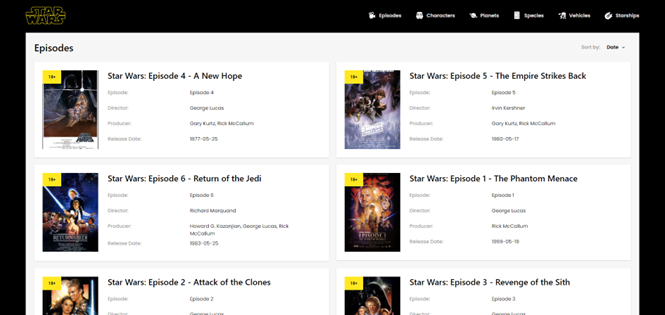 STAR WARS
Episodes
Characters
Planets
Species
Vehicles
Starships
Episodes
Sort by: Date
18+
Star Wars: Episode 4 - A New Hope
Episode: Episode 4
Director: George Lucas
Producer: Gary Kurtz, Rick McCallum
Release Date: 1977-05-25
18+
Star Wars: Episode 5 - The Empire Strikes Back
Episode: Episode 5
Director: Irvin Kershner
Producer: Gary Kurtz, Rick McCallum
Release Date: 1980-05-17
18+
Star Wars: Episode 6 - Return of the Jedi
Episode: Episode 6
Director: Richard Marquand
Producer: Howard G. Kazanjian, George Lucas, Rick
McCallum
Release Date: 1983-05-25
18+
Star Wars: Episode 1 - The Phantom Menace
Episode: Episode 1
Director: George Lucas
Producer: Rick McCallum
Release Date: 1999-05-19
18+
Star Wars: Episode 2 - Attack of the Clones
Episode: Episode 2
Director: George Lucas
18+
Star Wars: Episode 3 - Revenge of the Sith
Episode: Episode 3
Director: George Lucas